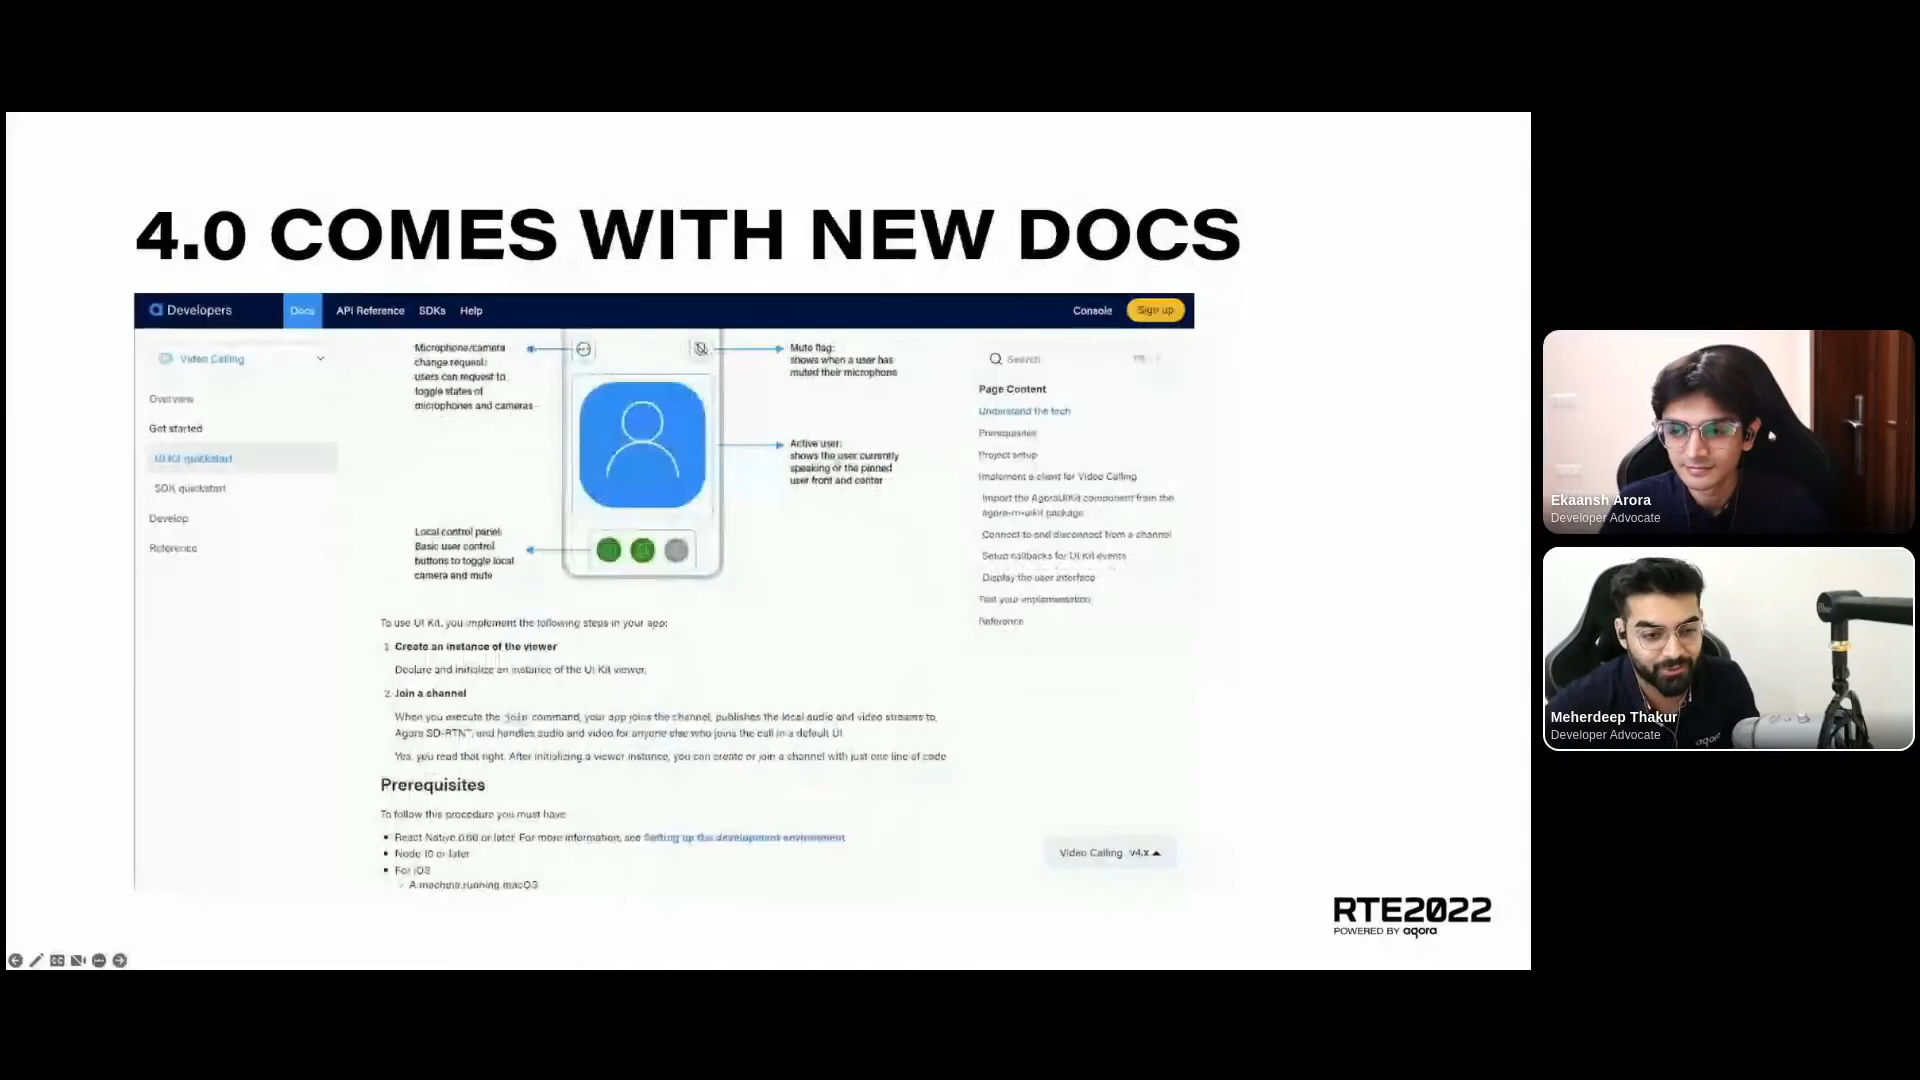 4.0 COMES WITH NEW DOCS
Developers
Docs
API Reference
SDKs
Help
Console
Sign up
Video Calling
Overview
Get started
UI Kit quickstart
SDK quickstart
Develop
Reference
Microphone/camera
change request:
users can request to
toggle states of
microphones and cameras
Mute flag:
shows when a user has
muted their microphone
Active user:
shows the user currently
speaking or the pinned
user front and center
Local control panel:
Basic user control
buttons to toggle local
camera and mute
To use UI Kit, you implement the following steps in your app:
1 Create an instance of the viewer
Declare and initialize an instance of the UI Kit viewer.
2 Join a channel
When you execute the join command, your app joins the channel, publishes the local audio and video streams to
Agora SD-RTN™, and handles audio and video for anyone else who joins the call in a default UI
Yes, you read that right. After initializing a viewer instance, you can create or join a channel with just one line of code
Prerequisites
To follow this procedure you must have
• React Native 0.60 or later. For more information, see Setting up the development environment
• Node 10 or later
• For iOS
A machine running macOS
Search
Page Content
Understand the tech
Prerequisites
Project setup
Implement a client for Video Calling
Import the AgoraUIKit component from the
agora-rn-uikit package
Connect to and disconnect from a channel
Setup callbacks for UI Kit events
Display the user interface
Test your implementation
Reference
Video Calling v4.x
RTE2022
POWERED BY agora
CC
Ekaansh Arora
Developer Advocate
Meherdeep Thakur
Developer Advocate
agora